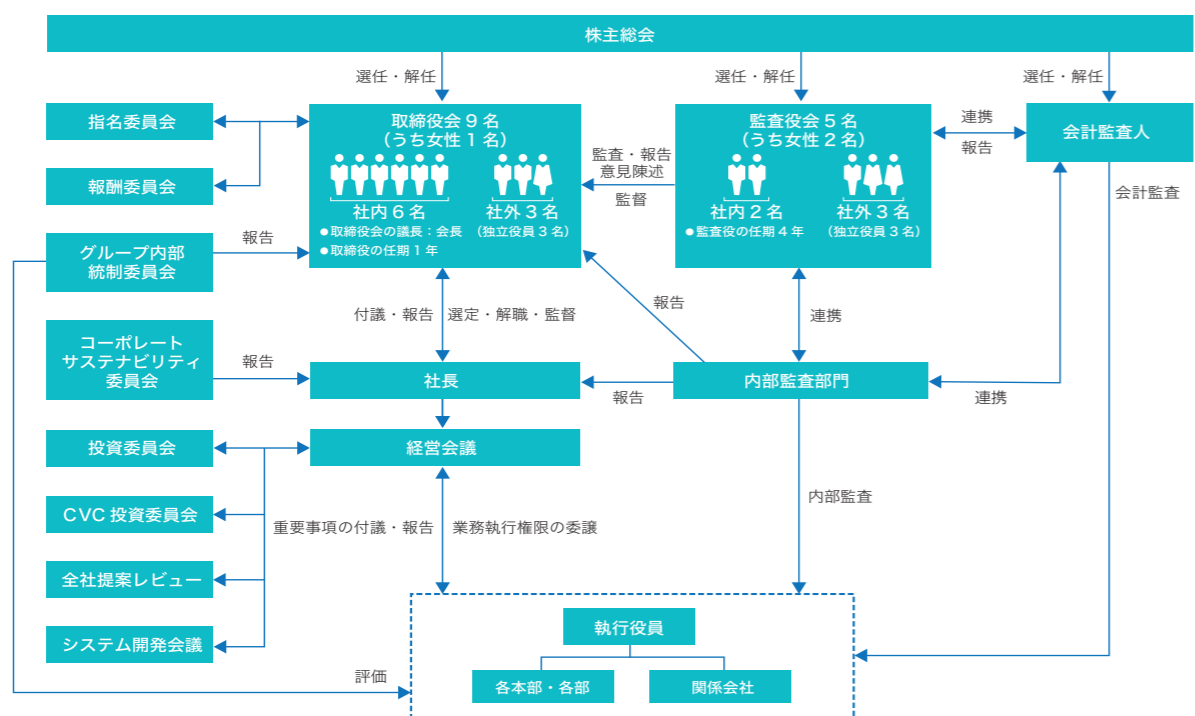 株主総会
選任・解任
選任・解任
選任・解任
指名委員会
報酬委員会
グループ内部
統制委員会
コーポレート
サステナビリティ
委員会
投資委員会
CVC 投資委員会
全社提案レビュー
システム開発会議
取締役会 9 名
(うち女性 1 名)
社内 6 名
社外 3 名
●取締役会の議長:会長
(独立役員 3 名)
●取締役の任期 1 年
監査・報告
意見陳述
監督
監査役会 5 名
(うち女性 2 名)
社内 2 名
社外 3 名
●監査役の任期 4 年
(独立役員 3 名)
連携
報告
会計監査人
会計監査
報告
付議・報告
選定・解職・監督
報告
連携
報告
社長
報告
内部監査部門
連携
経営会議
重要事項の付議・報告
業務執行権限の委譲
内部監査
執行役員
各本部・各部
関係会社
評価